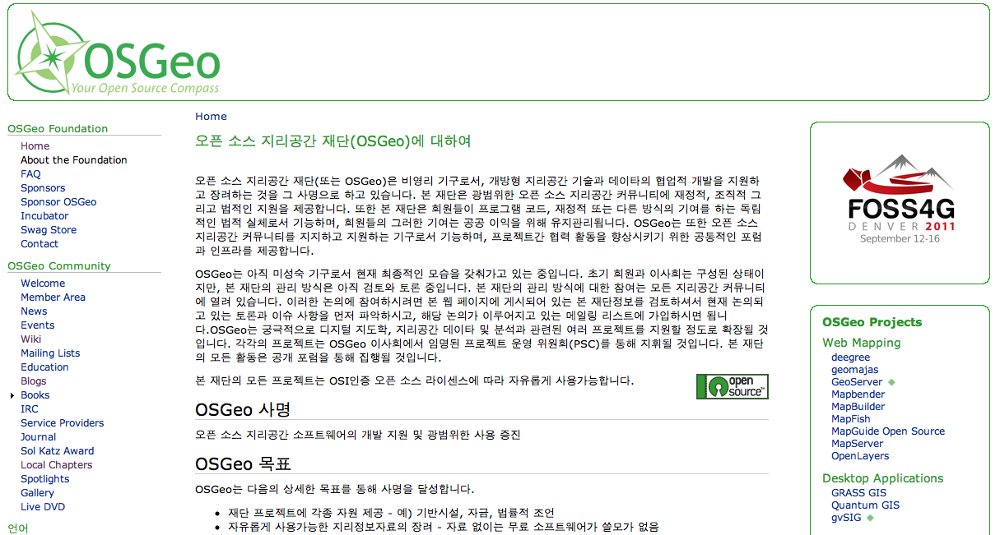 OSGeo
Your Open Source Compass
OSGeo Foundation
Home
About the Foundation
FAQ
Sponsors
Sponsor OSGeo
Incubator
Swag Store
Contact
OSGeo Community
Welcome
Member Area
News
Events
Wiki
Mailing Lists
Education
Blogs
Books
IRC
Service Providers
Journal
Sol Katz Award
Local Chapters
Spotlights
Gallery
Live DVD
언어
Home
오픈 소스 지리공간 재단(OSGeo)에 대하여
오픈 소스 지리공간 재단(또는 OSGeo)은 비영리 기구로서, 개방형 지리공간 기술과 데이타의 협업적 개발을 지원하
고 장려하는 것을 그 사명으로 하고 있습니다. 본 재단은 광범위한 오픈 소스 지리공간 커뮤니티에 재정적, 조직적 그
리고 법적인 지원을 제공합니다. 또한 본 재단은 회원들이 프로그램 코드, 재정적 또는 다른 방식의 기여를 하는 독립
적인 법적 실체로서 기능하며, 회원들의 그러한 기여는 공공 이익을 위해 유지관리됩니다. OSGeo는 또한 오픈 소스
지리공간 커뮤니티를 지지하고 지원하는 기구로서 기능하며, 프로젝트간 협력 활동을 향상시키기 위한 공통적인 포럼
과 인프라를 제공합니다.
OSGeo는 아직 미성숙 기구로서 현재 최종적인 모습을 갖춰가고 있는 중입니다. 초기 회원과 이사회는 구성된 상태이
지만, 본 재단의 관리 방식은 아직 검토와 토론 중입니다. 본 재단의 관리 방식에 대한 참여는 모든 지리공간 커뮤니티
에 열려 있습니다. 이러한 논의에 참여하시려면 본 웹 페이지에 게시되어 있는 본 재단정보를 검토하셔서 현재 논의되
고 있는 토론과 이슈 사항을 먼저 파악하시고, 해당 논의가 이루어지고 있는 메일링 리스트에 가입하시면 됩니
다.OSGeo는 궁극적으로 디지털 지도학, 지리공간 데이타 및 분석과 관련된 여러 프로젝트를 지원할 정도로 확장될 것
입니다. 각각의 프로젝트는 OSGeo 이사회에서 임명된 프로젝트 운영 위원회(PSC)를 통해 지휘될 것입니다. 본 재단
의 모든 활동은 공개 포럼을 통해 집행될 것입니다.
본 재단의 모든 프로젝트는 OSI인증 오픈 소스 라이센스에 따라 자유롭게 사용가능합니다.
open
source™
OSGeo 사명
오픈 소스 지리공간 소프트웨어의 개발 지원 및 광범위한 사용 증진
OSGeo 목표
OSGeo는 다음의 상세한 목표를 통해 사명을 달성합니다.
• 재단 프로젝트에 각종 자원 제공 - 예) 기반시설, 자금, 법률적 조언
• 자유롭게 사용가능한 지리정보자료의 장려 - 자료 없이는 무료 소프트웨어가 쓸모가 없음
FOSS4G
DENVER 2011
September 12-16
OSGeo Projects
Web Mapping
deegree
geomajas
GeoServer
Mapbender
MapBuilder
MapFish
MapGuide Open Source
MapServer
OpenLayers
Desktop Applications
GRASS GIS
Quantum GIS
gvSIG